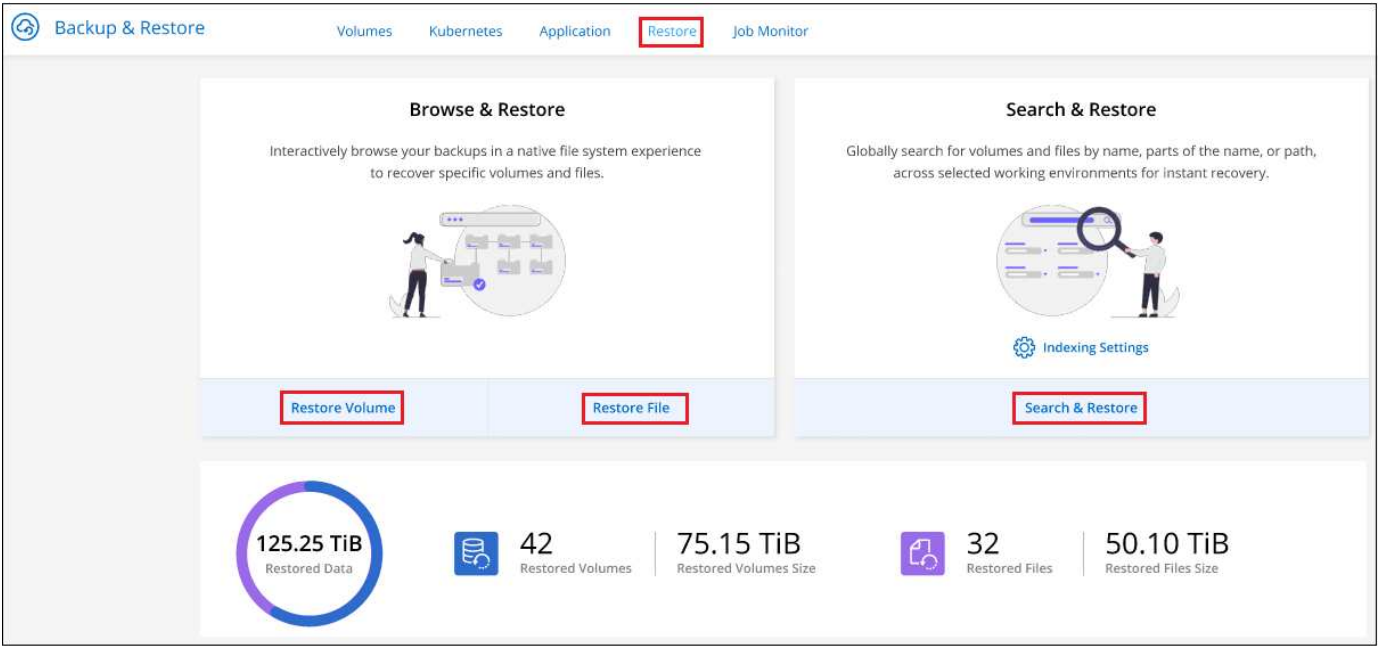 Backup & Restore
Volumes Kubernetes Application Restore Job Monitor
Browse & Restore
Interactively browse your backups in a native file system experience
to recover specific volumes and files.
Restore Volume
Restore File
Search & Restore
Globally search for volumes and files by name, parts of the name, or path,
across selected working environments for instant recovery.
Indexing Settings
Search & Restore
125.25 TiB
Restored Data
42
Restored Volumes
75.15 TiB
Restored Volumes Size
32
Restored Files
50.10 TiB
Restored Files Size